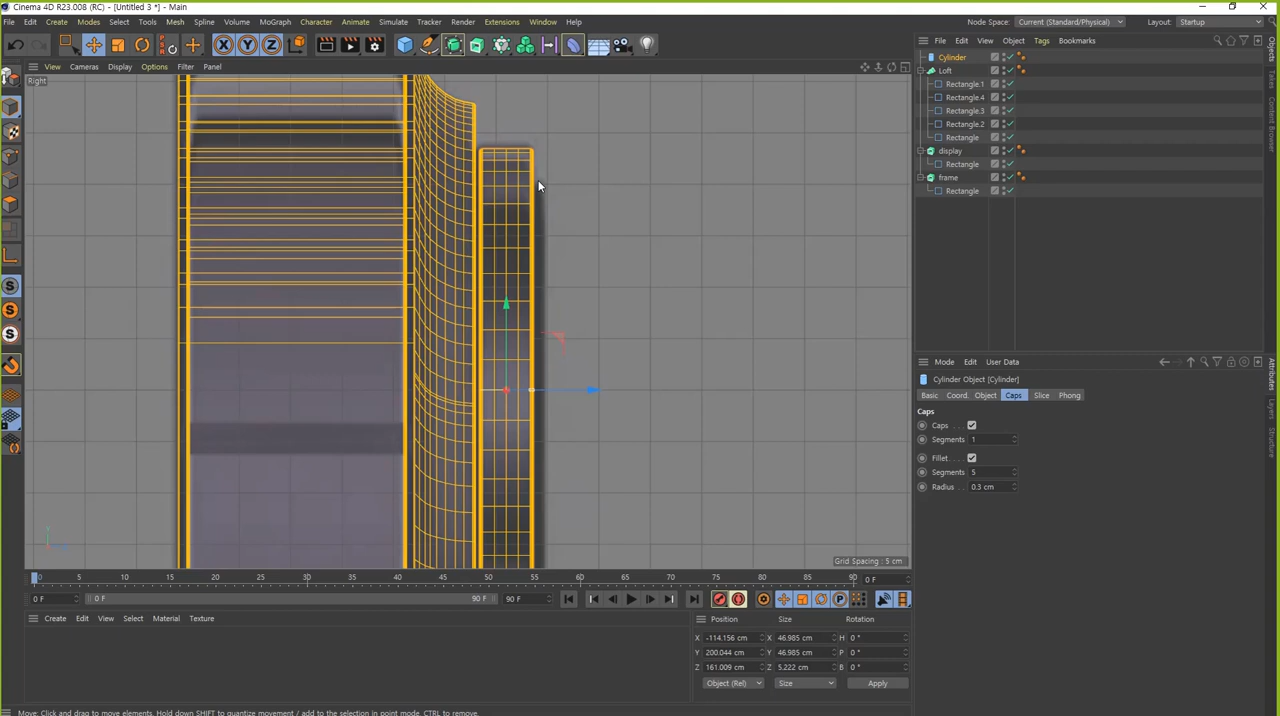 Cinema 4D R23.008 (RC) - [Untitled 3 *] - Main
File Edit Create Modes Select Tools Mesh Spline Volume MoGraph Character Animate Simulate Tracker Render Extensions Window Help
Node Space: Current (Standard/Physical) Layout: Startup
File Edit View Object Tags Bookmarks
X Y Z
View Cameras Display Options Filter Panel
Right
Cylinder
Loft
Rectangle.1
Rectangle.4
Rectangle.3
Rectangle.2
Rectangle
display
Rectangle
frame
Rectangle
Objects
Takes
Content Browser
Mode Edit User Data
Cylinder Object [Cylinder]
Basic Coord. Object Caps Slice Phong
Caps
Caps
Segments 1
Fillet
Segments 5
Radius 0.3 cm
Attributes
Layers
Structure
Grid Spacing : 5 cm
0 5 10 15 20 25 30 35 40 45 50 55 60 65 70 75 80 85 90 0 F
0 F 0 F 90 F 90 F
Create Edit View Select Material Texture
Position Size Rotation
X -114.156 cm X 46.985 cm H 0 °
Y 200.044 cm Y 46.985 cm P 0 °
Z 161.009 cm Z 5.222 cm B 0 °
Object (Rel) Size Apply
Move: Click and drag to move elements. Hold down SHIFT to quantize movement / add to the selection in point mode, CTRL to remove.